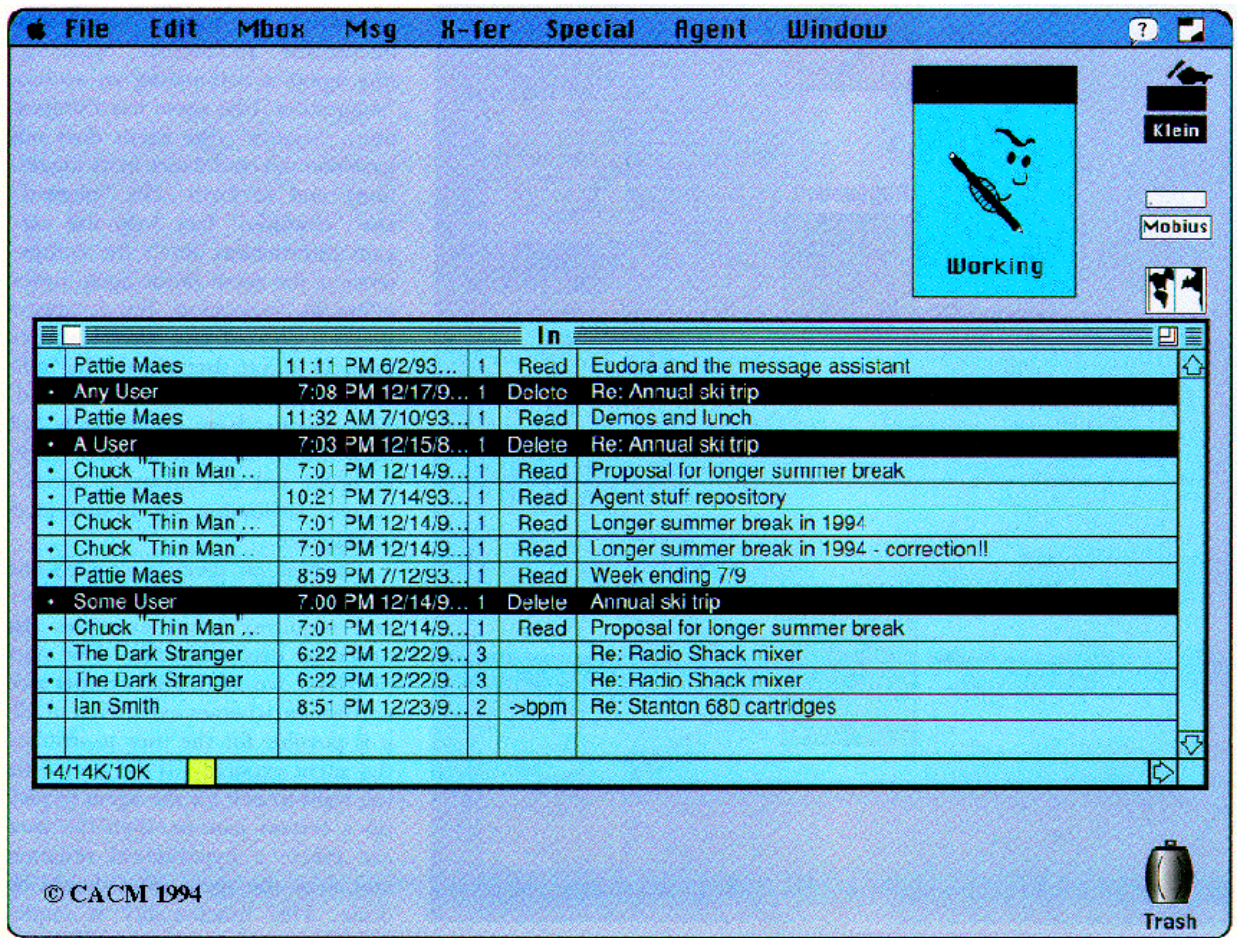 File Edit Mbox Msg X-fer Special Agent Window ?
Klein
Mobius
Working
In
• Pattie Maes 11:11 PM 6/2/93... 1 Read Eudora and the message assistant
• Any User 7:08 PM 12/17/9... 1 Delete Re: Annual ski trip
• Pattie Maes 11:32 AM 7/10/93... 1 Read Demos and lunch
• A User 7:03 PM 12/15/8... 1 Delete Re: Annual ski trip
• Chuck "Thin Man"... 7:01 PM 12/14/9... 1 Read Proposal for longer summer break
• Pattie Maes 10:21 PM 7/14/93... 1 Read Agent stuff repository
• Chuck "Thin Man"... 7:01 PM 12/14/9... 1 Read Longer summer break in 1994
• Chuck "Thin Man"... 7:01 PM 12/14/9... 1 Read Longer summer break in 1994 - correction!!
• Pattie Maes 8:59 PM 7/12/93... 1 Read Week ending 7/9
• Some User 7:00 PM 12/14/9... 1 Delete Annual ski trip
• Chuck "Thin Man"... 7:01 PM 12/14/9... 1 Read Proposal for longer summer break
• The Dark Stranger 6:22 PM 12/22/9... 3 Re: Radio Shack mixer
• The Dark Stranger 6:22 PM 12/22/9... 3 Re: Radio Shack mixer
• Ian Smith 8:51 PM 12/23/9... 2 ->bpm Re: Stanton 680 cartridges
14/14K/10K
© CACM 1994
Trash